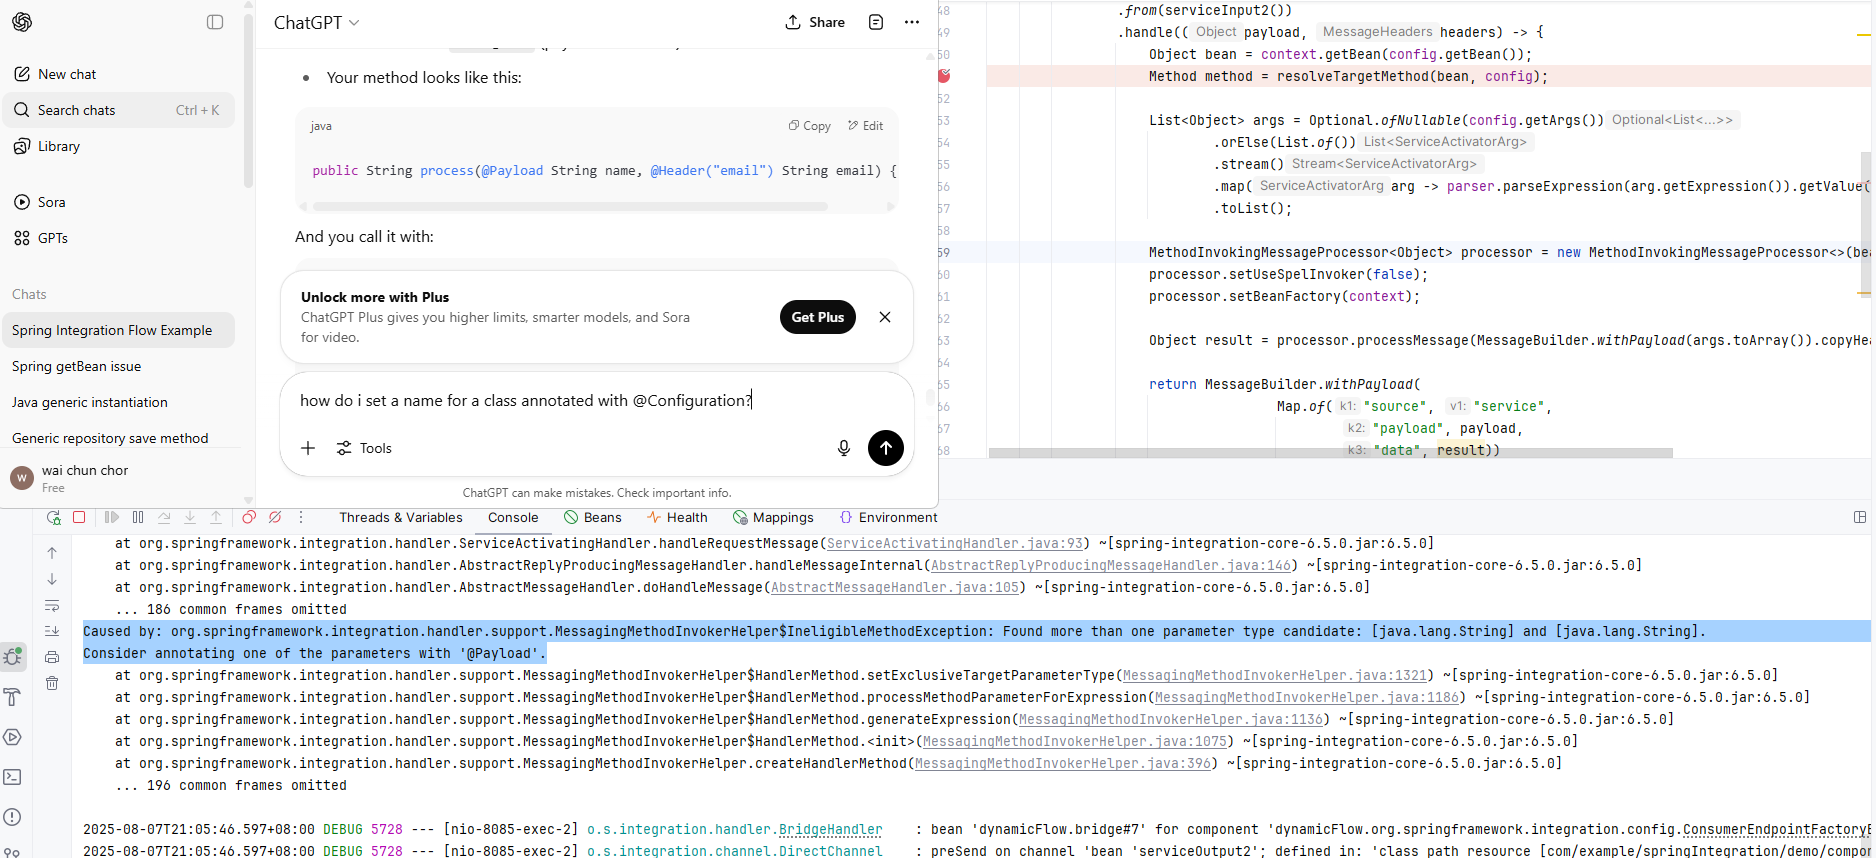 ChatGPT
Share
New chat
Search chats
Ctrl + K
Library
Sora
GPTs
Chats
Spring Integration Flow Example
Spring getBean issue
Java generic instantiation
Generic repository save method
W
wai chun chor
Free
Your method looks like this:
java
Copy
Edit
public String process(@Payload String name, @Header("email") String email) {
And you call it with:
Unlock more with Plus
ChatGPT Plus gives you higher limits, smarter models, and Sora
for video.
Get Plus
how do i set a name for a class annotated with @Configuration?
Tools
ChatGPT can make mistakes. Check important info.
48 .from(serviceInput2())
49 .handle(( Object payload, MessageHeaders headers) -> {
50 Object bean = context.getBean(config.getBean());
Method method = resolveTargetMethod(bean, config);
52
53 List<Object> args = Optional.ofNullable(config.getArgs()) Optional<List<...>>
54 .orElse(List.of()) List<ServiceActivatorArg>
55 .stream() Stream<ServiceActivatorArg>
56 .map( ServiceActivatorArg arg -> parser.parseExpression(arg.getExpression()).getValue(
57 .toList();
58
59 MethodInvokingMessageProcessor<Object> processor = new MethodInvokingMessageProcessor<>(bea
60 processor.setUseSpelInvoker(false);
61 processor.setBeanFactory(context);
62
63 Object result = processor.processMessage(MessageBuilder.withPayload(args.toArray()).copyHea
64
65 return MessageBuilder.withPayload(
66 Map.of( k1: "source", v1: "service",
67 k2: "payload", payload,
68 k3: "data", result))
Threads & Variables
Console
Beans
Health
Mappings
Environment
at org.springframework.integration.handler.ServiceActivatingHandler.handleRequestMessage(ServiceActivatingHandler.java:93) ~[spring-integration-core-6.5.0.jar:6.5.0]
at org.springframework.integration.handler.AbstractReplyProducingMessageHandler.handleMessageInternal(AbstractReplyProducingMessageHandler.java:146) ~[spring-integration-core-6.5.0.jar:6.5.0]
at org.springframework.integration.handler.AbstractMessageHandler.doHandleMessage(AbstractMessageHandler.java:105) ~[spring-integration-core-6.5.0.jar:6.5.0]
... 186 common frames omitted
Caused by: org.springframework.integration.handler.support.MessagingMethodInvokerHelper$IneligibleMethodException: Found more than one parameter type candidate: [java.lang.String] and [java.lang.String].
Consider annotating one of the parameters with '@Payload'.
at org.springframework.integration.handler.support.MessagingMethodInvokerHelper$HandlerMethod.setExclusiveTargetParameterType(MessagingMethodInvokerHelper.java:1321) ~[spring-integration-core-6.5.0.jar:6.5.0]
at org.springframework.integration.handler.support.MessagingMethodInvokerHelper$HandlerMethod.processMethodParameterForExpression(MessagingMethodInvokerHelper.java:1186) ~[spring-integration-core-6.5.0.jar:6.5.0]
at org.springframework.integration.handler.support.MessagingMethodInvokerHelper$HandlerMethod.generateExpression(MessagingMethodInvokerHelper.java:1136) ~[spring-integration-core-6.5.0.jar:6.5.0]
at org.springframework.integration.handler.support.MessagingMethodInvokerHelper$HandlerMethod.<init>(MessagingMethodInvokerHelper.java:1075) ~[spring-integration-core-6.5.0.jar:6.5.0]
at org.springframework.integration.handler.support.MessagingMethodInvokerHelper.createHandlerMethod(MessagingMethodInvokerHelper.java:396) ~[spring-integration-core-6.5.0.jar:6.5.0]
... 196 common frames omitted
2025-08-07T21:05:46.597+08:00 DEBUG 5728 --- [nio-8085-exec-2] o.s.integration.handler.BridgeHandler : bean 'dynamicFlow.bridge#7' for component 'dynamicFlow.org.springframework.integration.config.ConsumerEndpointFactoryB
2025-08-07T21:05:46.597+08:00 DEBUG 5728 --- [nio-8085-exec-2] o.s.integration.channel.DirectChannel : preSend on channel 'bean 'serviceOutput2'; defined in: 'class path resource [com/example/springIntegration/demo/compo